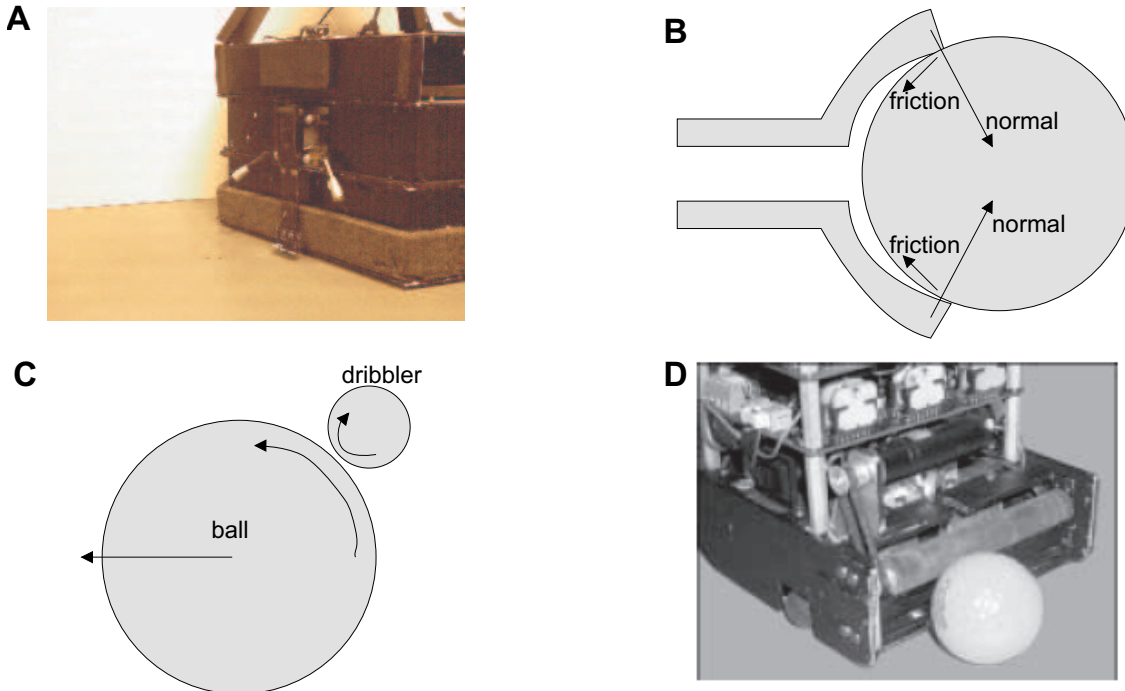 A
B
friction
normal
normal
friction
C
dribbler
ball
D